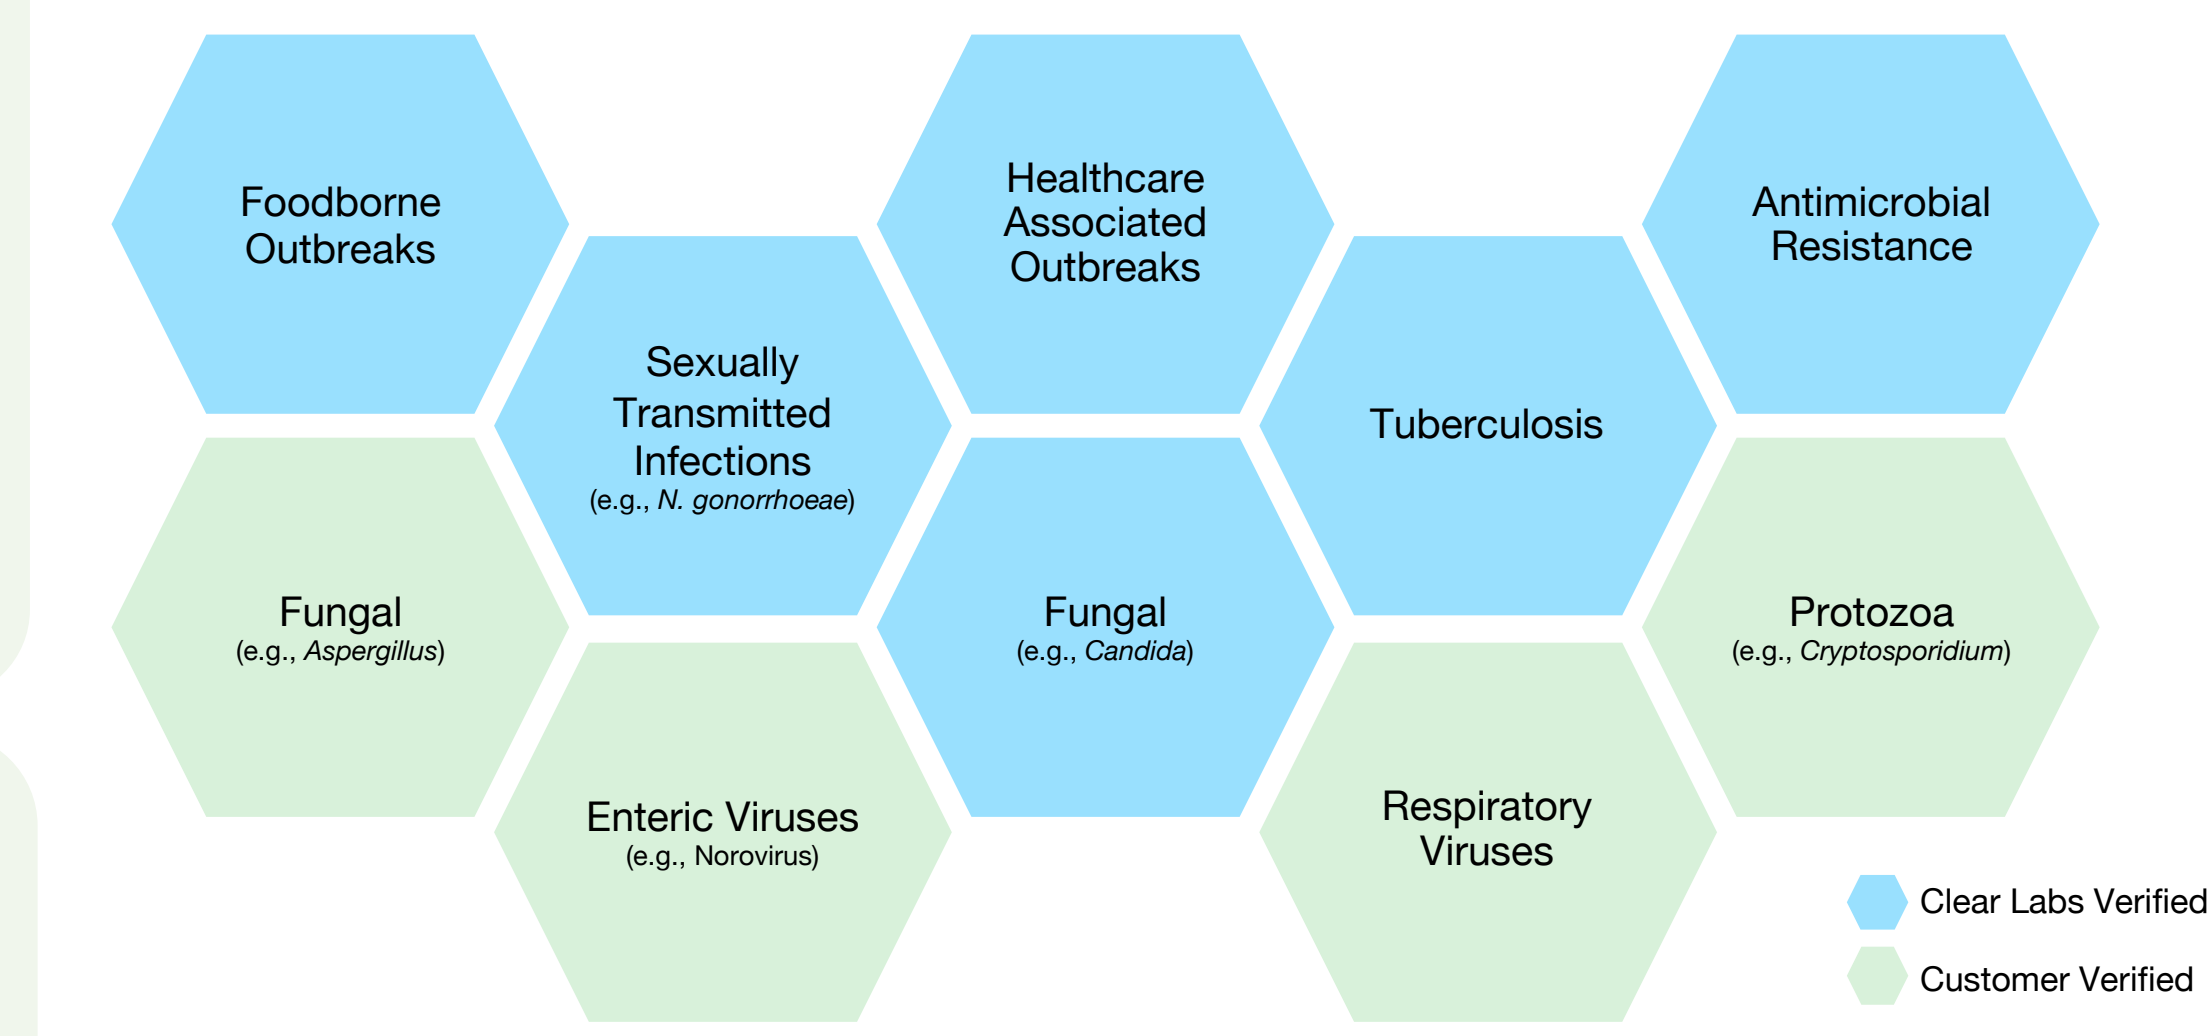 Foodborne
Outbreaks
Healthcare
Associated
Outbreaks
Antimicrobial
Resistance
Sexually
Transmitted
Infections
(e.g., N. gonorrhoeae)
Tuberculosis
Fungal
(e.g., Aspergillus)
Fungal
(e.g., Candida)
Protozoa
(e.g., Cryptosporidium)
Enteric Viruses
(e.g., Norovirus)
Respiratory
Viruses
Clear Labs Verified
Customer Verified